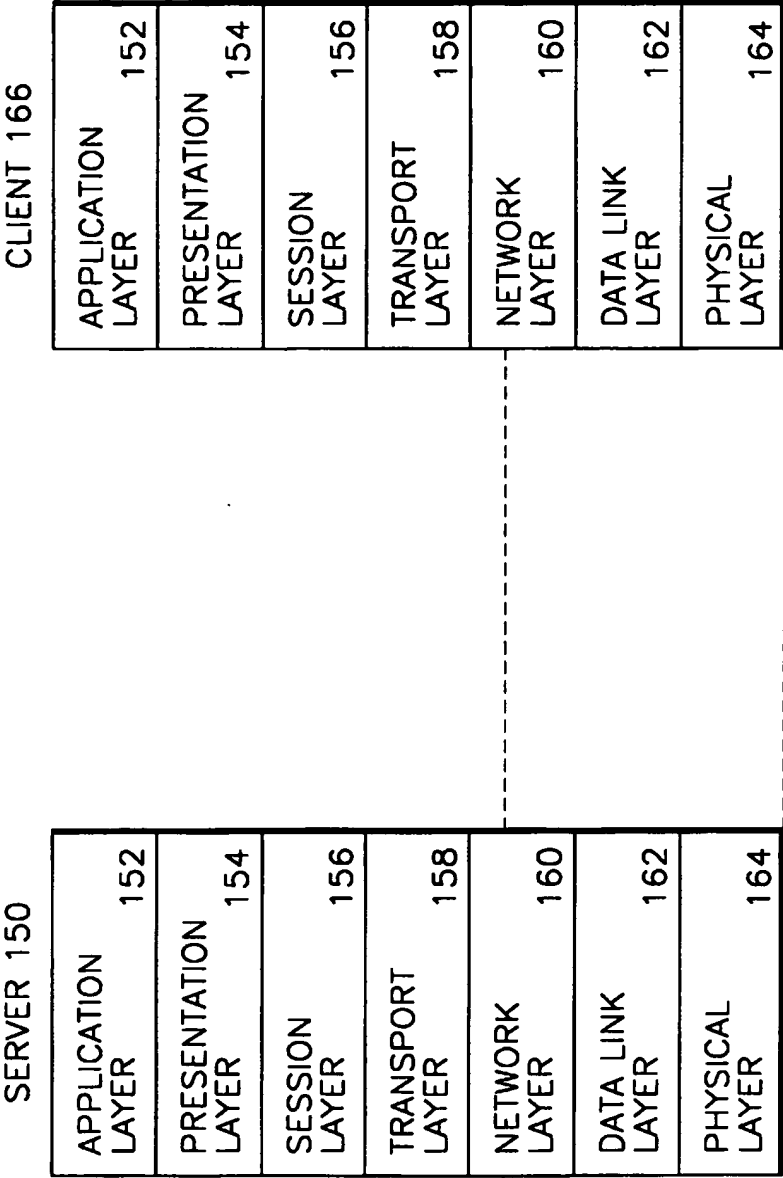 SERVER 150
APPLICATION
LAYER 152
PRESENTATION
LAYER 154
SESSION
LAYER 156
TRANSPORT
LAYER 158
NETWORK
LAYER 160
DATA LINK
LAYER 162
PHYSICAL
LAYER 164
CLIENT 166
APPLICATION
LAYER 152
PRESENTATION
LAYER 154
SESSION
LAYER 156
TRANSPORT
LAYER 158
NETWORK
LAYER 160
DATA LINK
LAYER 162
PHYSICAL
LAYER 164